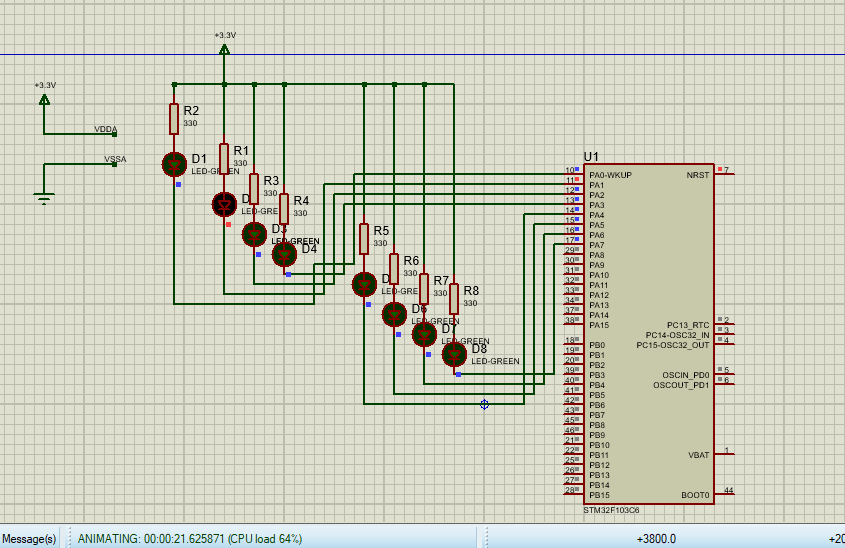 +3.3V
+3.3V
VDDA
VSSA
R2
330
D1
LED-GREEN
R1
330
D
LED-GRE
R3
330
D3
LED-GREEN
R4
330
D4
R5
330
D
LED-GRE
R6
330
D6
LED-GREEN
R7
330
D7
LED-GREEN
R8
330
D8
LED-GREEN
U1
10 PA0-WKUP
11 PA1
12 PA2
13 PA3
14 PA4
15 PA5
16 PA6
17 PA7
29 PA8
30 PA9
31 PA10
32 PA11
33 PA12
34 PA13
37 PA14
38 PA15
18 PB0
19 PB1
20 PB2
39 PB3
40 PB4
41 PB5
42 PB6
43 PB7
45 PB8
46 PB9
21 PB10
22 PB11
25 PB12
26 PB13
27 PB14
28 PB15
NRST 7
PC13_RTC 2
PC14-OSC32_IN 3
PC15-OSC32_OUT 4
OSCIN_PD0 5
OSCOUT_PD1 6
VBAT 1
BOOT0 44
STM32F103C6
Message(s) ANIMATING: 00:00:21.625871 (CPU load 64%) +3800.0 +20